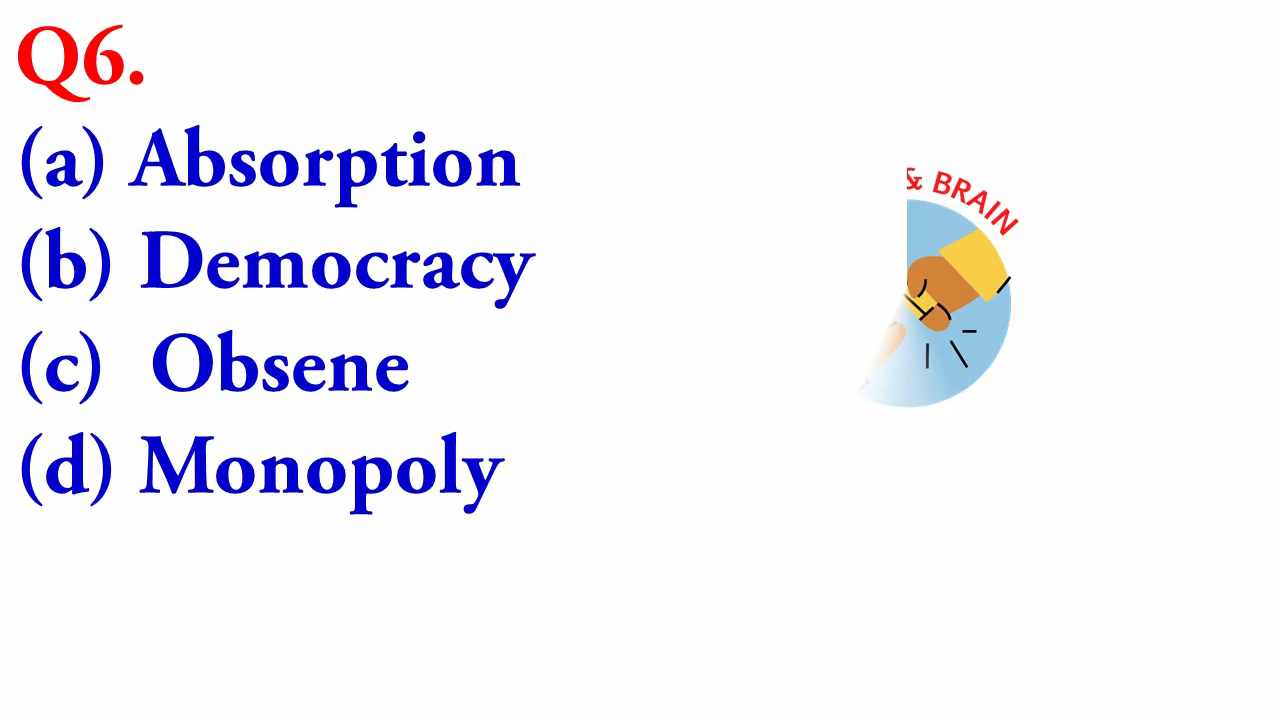 Q6.
(a) Absorption
(b) Democracy
(c) Obsene
(d) Monopoly
& BRAIN